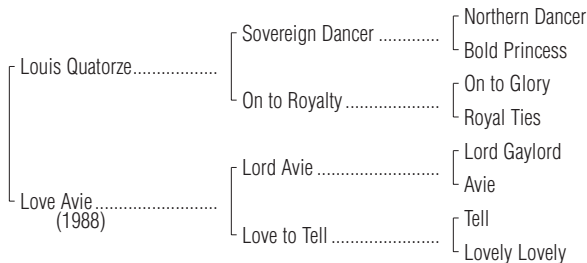 Northern Dancer
Sovereign Dancer ............
Bold Princess
Louis Quatorze.................
On to Glory
On to Royalty ..................
Royal Ties
Lord Gaylord
Lord Avie .......................
Avie
Love Avie ........................
(1988)
Tell
Love to Tell .....................
Lovely Lovely